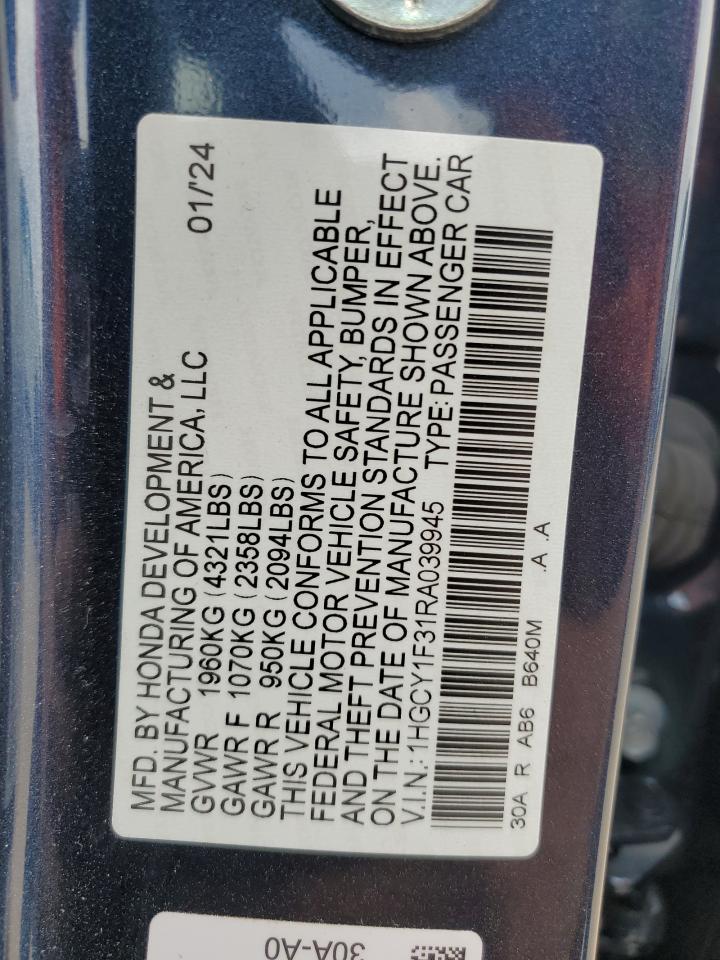 MFD. BY HONDA DEVELOPMENT &
MANUFACTURING OF AMERICA, LLC 01/'24
GVWR 1960KG (4321LBS)
GAWR F 1070KG (2358LBS)
GAWR R 950KG (2094LBS)
THIS VEHICLE CONFORMS TO ALL APPLICABLE
FEDERAL MOTOR VEHICLE SAFETY, BUMPER,
AND THEFT PREVENTION STANDARDS IN EFFECT
ON THE DATE OF MANUFACTURE SHOWN ABOVE.
V.I.N.: 1HGCY1F31RA039945 TYPE: PASSENGER CAR
30A R AB6 B640M .A .A
30A-A0